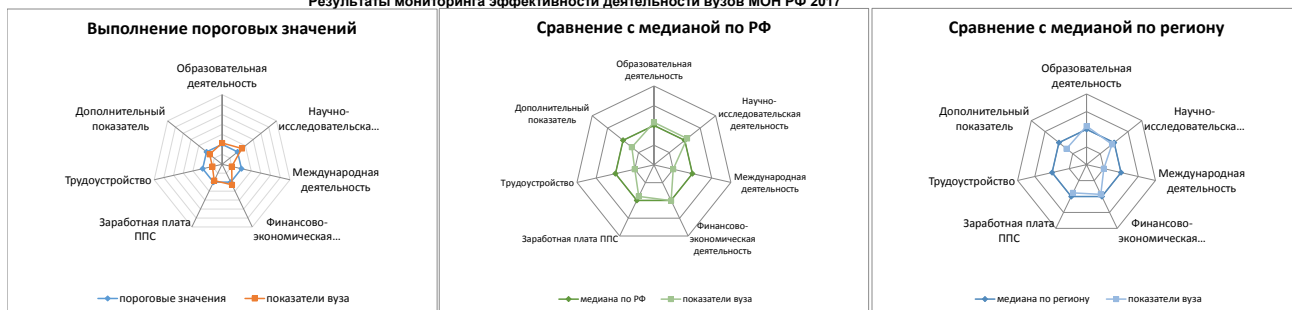 Результаты мониторинга эффективности деятельности вузов МОН РФ 2017
Выполнение пороговых значений
Образовательная
деятельность
Научно-
исследовательска...
Международная
деятельность
Финансово-
экономическая...
Заработная плата
ППС
Трудоустройство
Дополнительный
показатель
пороговые значения
показатели вуза
Сравнение с медианой по РФ
Образовательная
деятельность
Научно-
исследовательская
деятельность
Международная
деятельность
Финансово-
экономическая
деятельность
Заработная плата ППС
Трудоустройство
Дополнительный
показатель
медиана по РФ
показатели вуза
Сравнение с медианой по региону
Образовательная
деятельность
Научно-
исследовательска...
Международная
деятельность
Финансово-
экономическая...
Заработная плата
ППС
Трудоустройство
Дополнительный
показатель
медиана по региону
показатели вуза